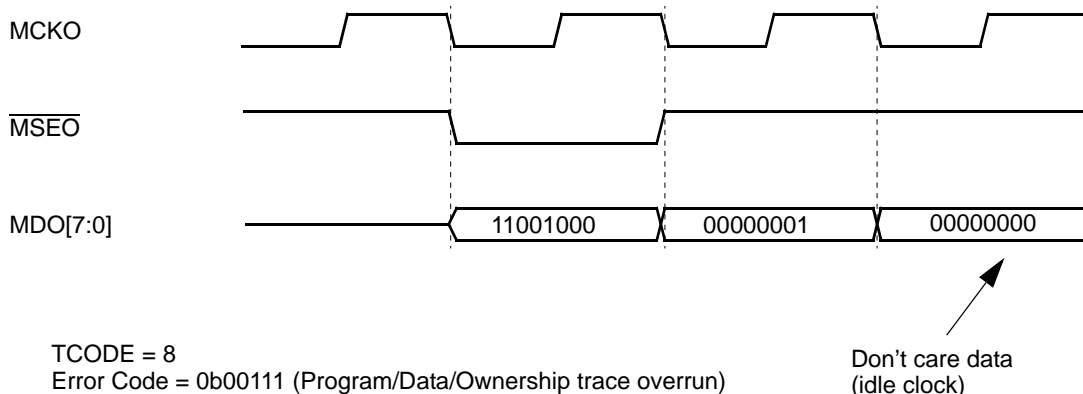 MCKO
MSEO
MDO[7:0]
11001000
00000001
00000000
TCODE = 8
Error Code = 0b00111 (Program/Data/Ownership trace overrun)
Don't care data
(idle clock)